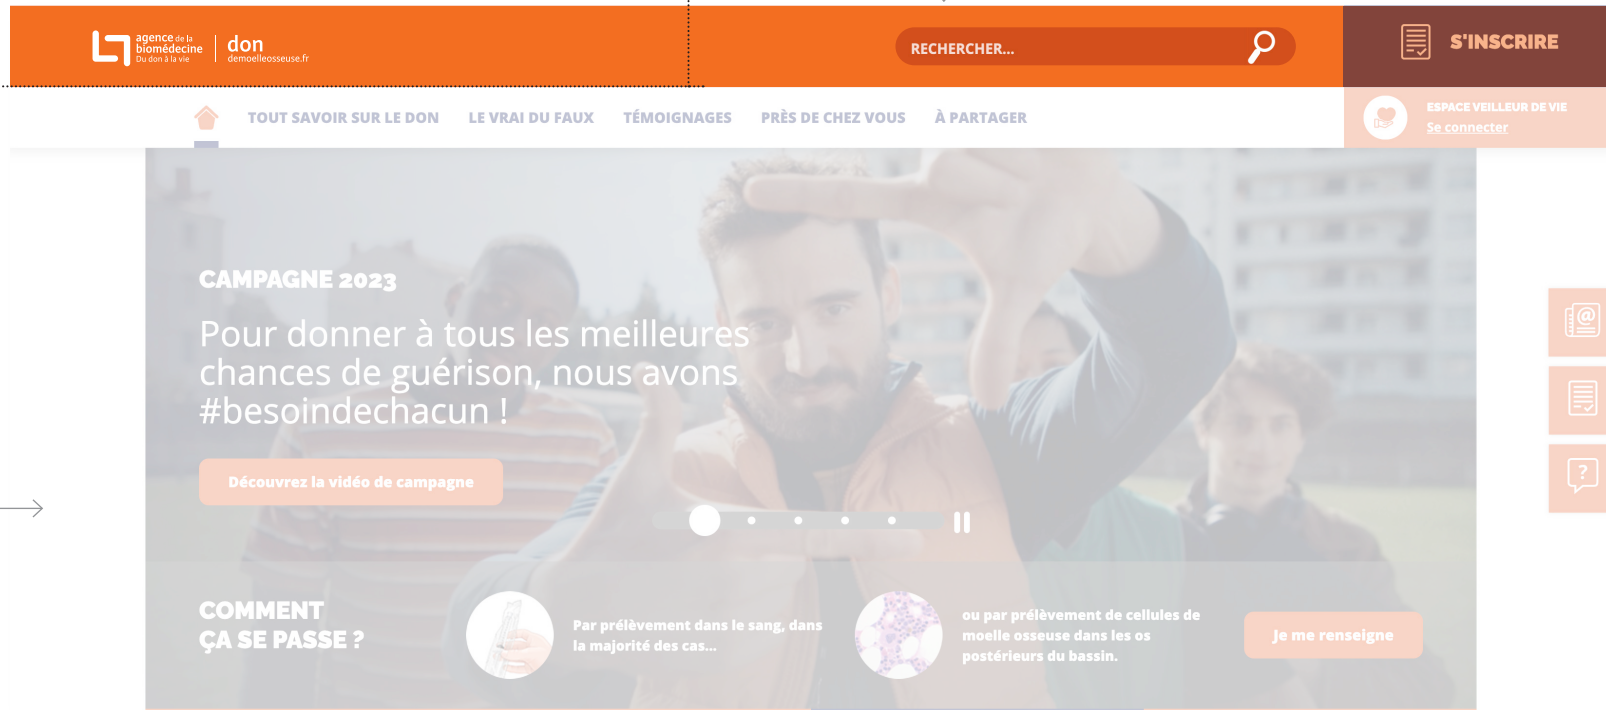 agence de la
biomédecine
Du don à la vie
don
demoelleosseuse.fr
RECHERCHER...
S'INSCRIRE
TOUT SAVOIR SUR LE DON
LE VRAI DU FAUX
TÉMOIGNAGES
PRÈS DE CHEZ VOUS
À PARTAGER
ESPACE VEILLEUR DE VIE
Se connecter
CAMPAGNE 2023
Pour donner à tous les meilleures
chances de guérison, nous avons
#besoindechacun !
Découvrez la vidéo de campagne
COMMENT
ÇA SE PASSE ?
Par prélèvement dans le sang, dans
la majorité des cas...
ou par prélèvement de cellules de
moelle osseuse dans les os
postérieurs du bassin.
Je me renseigne